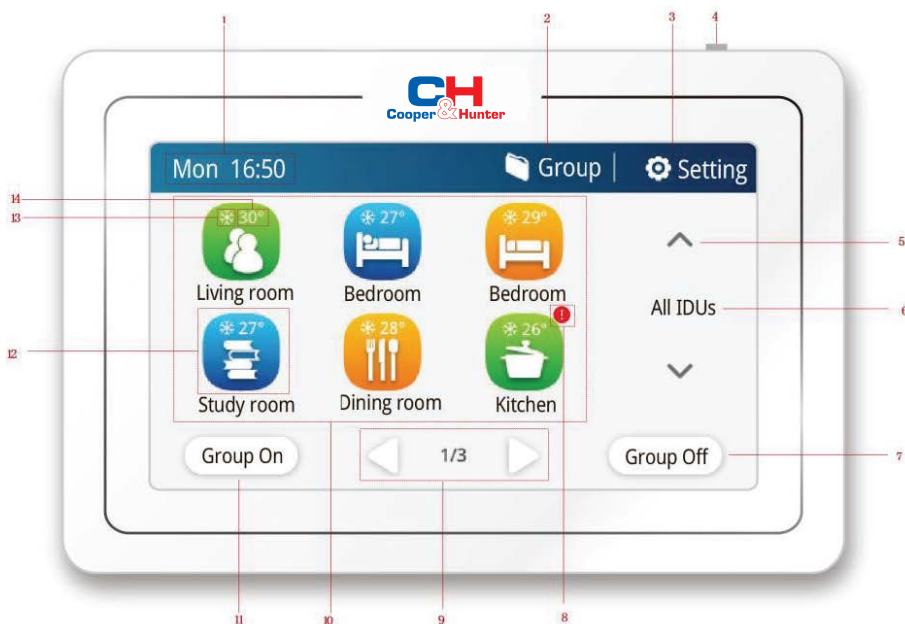 1
2
3
4
CH
Cooper & Hunter
Mon 16:50
Group
Setting
14
13
30°
27°
29°
5
Living room
Bedroom
Bedroom
All IDUs
6
!
12
27°
28°
26°
Study room
Dining room
Kitchen
Group On
1/3
Group Off
7
11
10
9
8